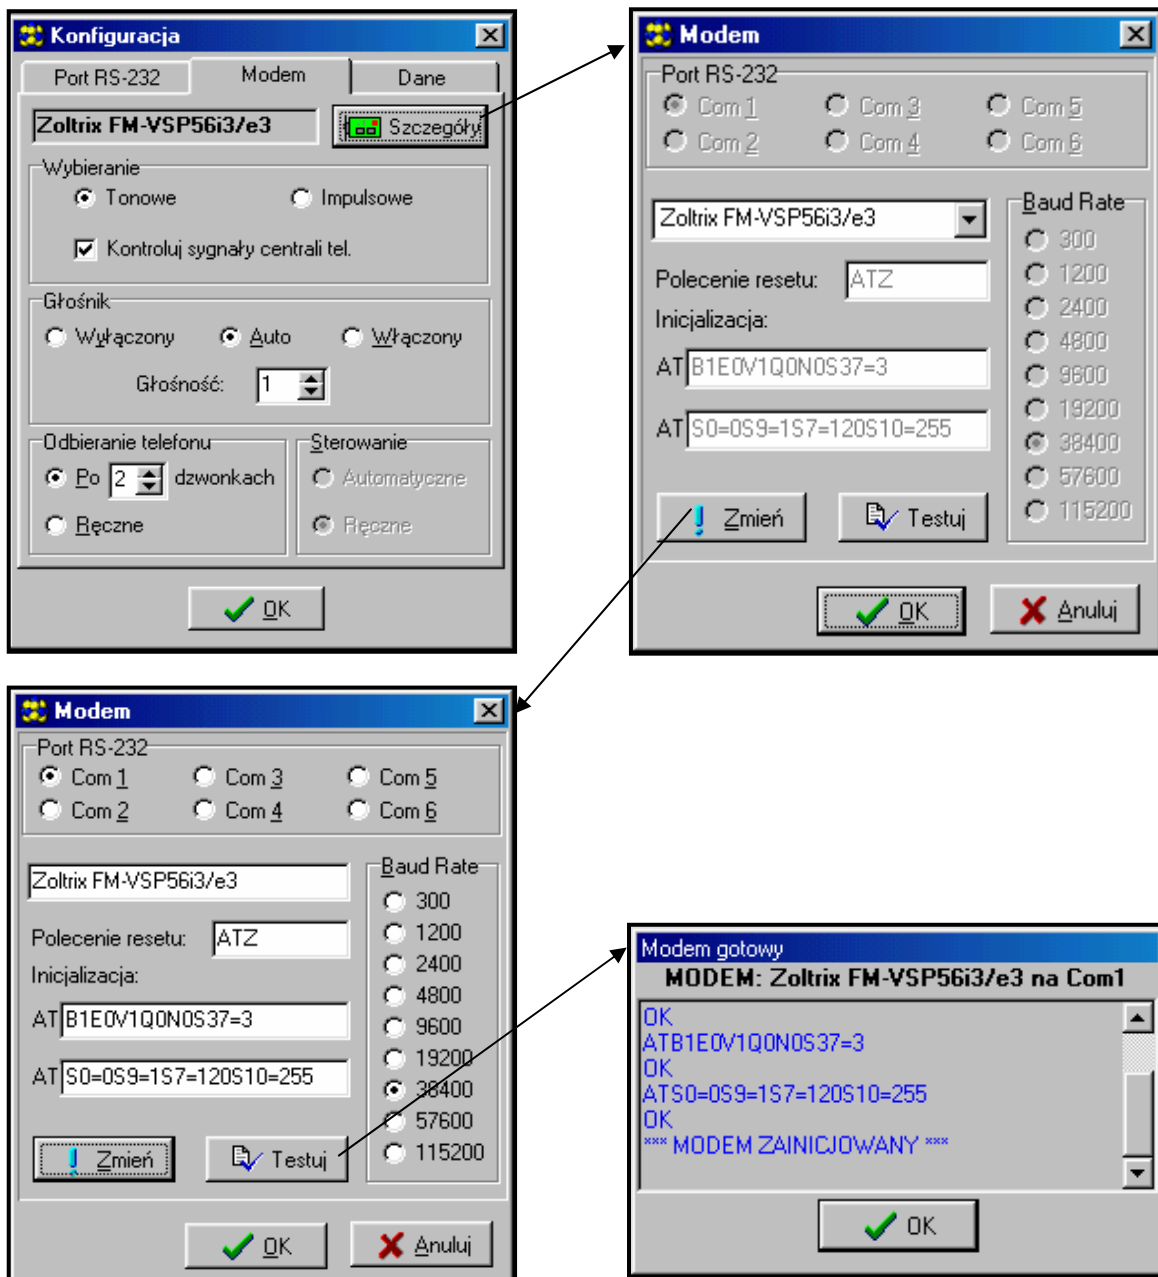 Konfiguracja
Port RS-232 Modem Dane
Zoltrix FM-VSP56i3/e3 Szczegóły
Wybieranie
Tonowe Impulsowe
Kontroluj sygnały centrali tel.
Głośnik
Wyłączony Auto Włączony
Głośność: 1
Odbieranie telefonu Sterowanie
Po 2 dzwonkach Automatyczne
Ręczne Ręczne
OK
Modem
Port RS-232
Com 1 Com 3 Com 5
Com 2 Com 4 Com 6
Zoltrix FM-VSP56i3/e3
Polecenie resetu: ATZ
Inicjalizacja:
AT B1E0V1Q0N0S37=3
AT S0=0S9=1S7=120S10=255
Baud Rate
300
1200
2400
4800
9600
19200
38400
57600
115200
Zmień Testuj
OK Anuluj
Modem
Port RS-232
Com 1 Com 3 Com 5
Com 2 Com 4 Com 6
Zoltrix FM-VSP56i3/e3
Polecenie resetu: ATZ
Inicjalizacja:
AT B1E0V1Q0N0S37=3
AT S0=0S9=1S7=120S10=255
Baud Rate
300
1200
2400
4800
9600
19200
38400
57600
115200
Zmień Testuj
OK Anuluj
Modem gotowy
MODEM: Zoltrix FM-VSP56i3/e3 na Com1
OK
ATB1E0V1Q0N0S37=3
OK
ATS0=0S9=1S7=120S10=255
OK
*** MODEM ZAINICJOWANY ***
OK